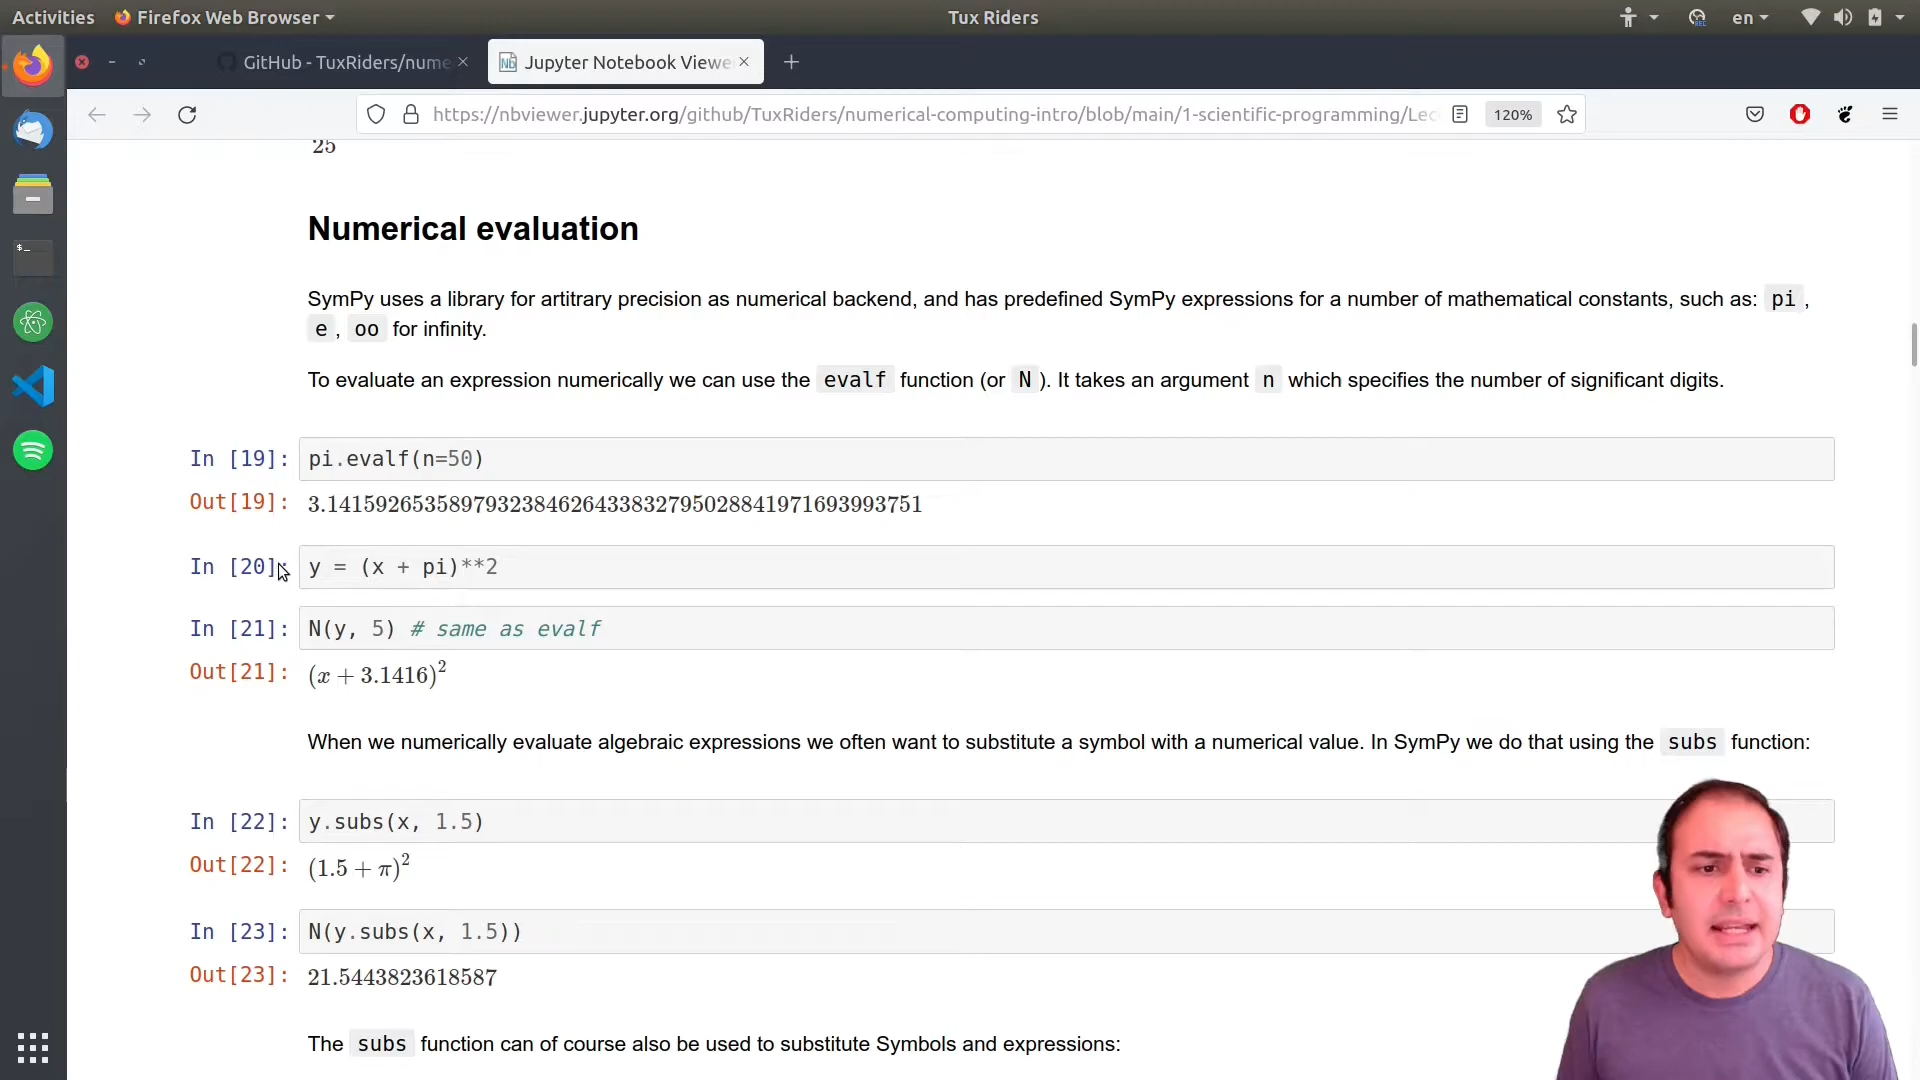 Activities Firefox Web Browser Tux Riders en
GitHub - TuxRiders/nume Jupyter Notebook Viewe
https://nbviewer.jupyter.org/github/TuxRiders/numerical-computing-intro/blob/main/1-scientific-programming/Lec 120%
25
Numerical evaluation
SymPy uses a library for artitrary precision as numerical backend, and has predefined SymPy expressions for a number of mathematical constants, such as: pi ,
e , oo for infinity.
To evaluate an expression numerically we can use the evalf function (or N ). It takes an argument n which specifies the number of significant digits.
In [19]: pi.evalf(n=50)
Out[19]: 3.1415926535897932384626433832795028841971693993751
In [20]: y = (x + pi)**2
In [21]: N(y, 5) # same as evalf
Out[21]: (x + 3.1416)²
When we numerically evaluate algebraic expressions we often want to substitute a symbol with a numerical value. In SymPy we do that using the subs function:
In [22]: y.subs(x, 1.5)
Out[22]: (1.5 + π)²
In [23]: N(y.subs(x, 1.5))
Out[23]: 21.5443823618587
The subs function can of course also be used to substitute Symbols and expressions: